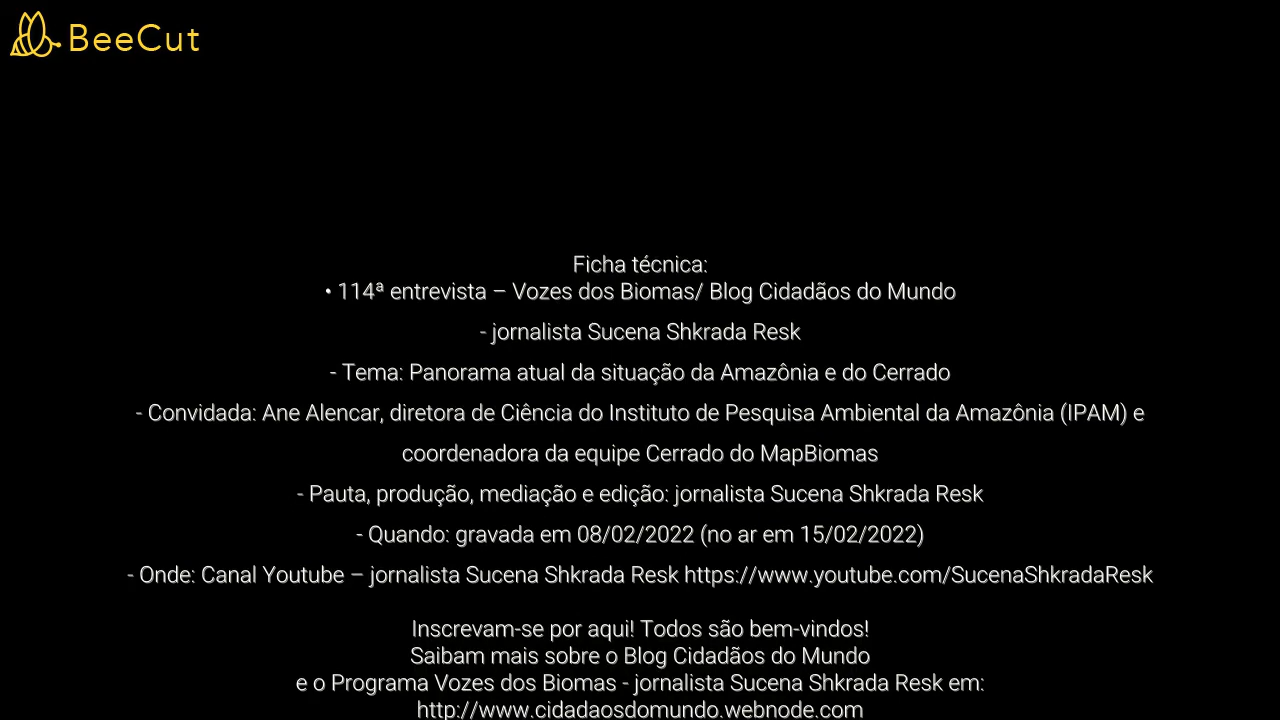 BeeCut
Ficha técnica:
• 114ª entrevista – Vozes dos Biomas/ Blog Cidadãos do Mundo
- jornalista Sucena Shkrada Resk
- Tema: Panorama atual da situação da Amazônia e do Cerrado
- Convidada: Ane Alencar, diretora de Ciência do Instituto de Pesquisa Ambiental da Amazônia (IPAM) e
coordenadora da equipe Cerrado do MapBiomas
- Pauta, produção, mediação e edição: jornalista Sucena Shkrada Resk
- Quando: gravada em 08/02/2022 (no ar em 15/02/2022)
- Onde: Canal Youtube – jornalista Sucena Shkrada Resk https://www.youtube.com/SucenaShkradaResk
Inscrevam-se por aqui! Todos são bem-vindos!
Saibam mais sobre o Blog Cidadãos do Mundo
e o Programa Vozes dos Biomas - jornalista Sucena Shkrada Resk em:
http://www.cidadaosdomundo.webnode.com